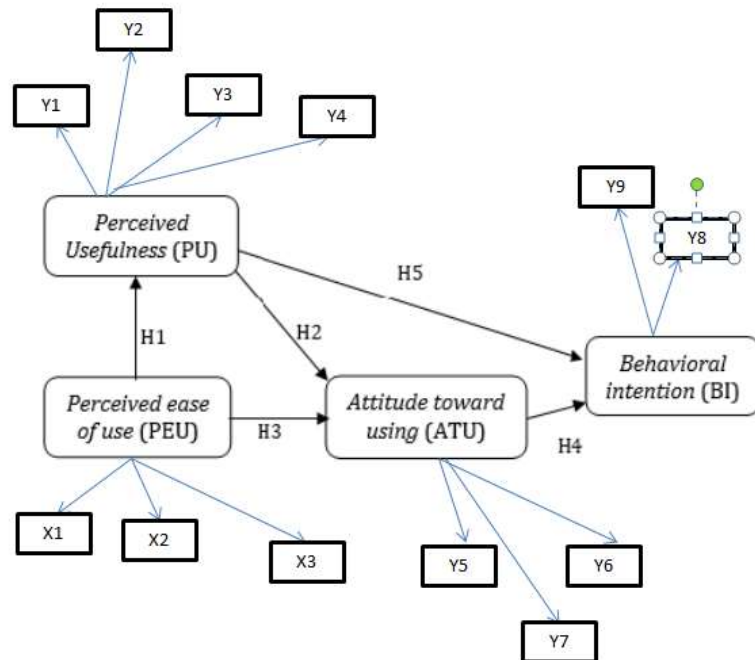 Y2
Y1
Y3
Y4
Y9
Y8
Perceived
Usefulness (PU)
H5
H2
H1
Behavioral
intention (BI)
Perceived ease
of use (PEU)
H3
Attitude toward
using (ATU)
H4
X1
X2
X3
Y5
Y6
Y7